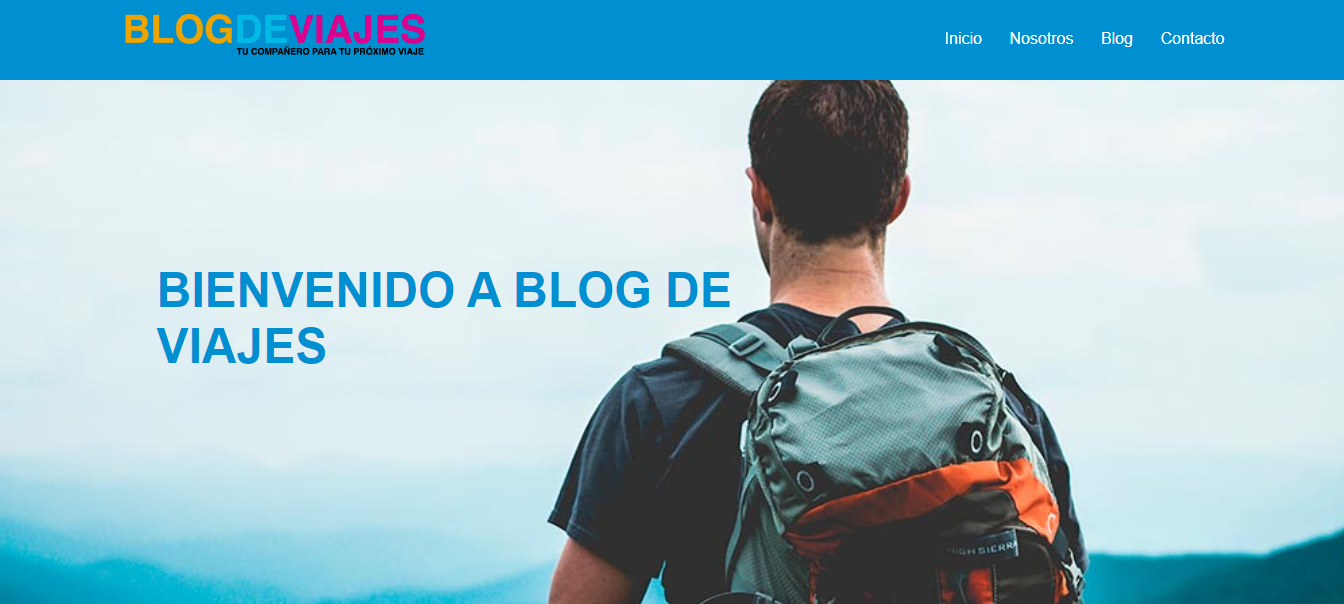 BLOGDEVIAJES
TU COMPAÑERO PARA TU PRÓXIMO VIAJE
Inicio Nosotros Blog Contacto
BIENVENIDO A BLOG DE
VIAJES
HIGH SIERRA